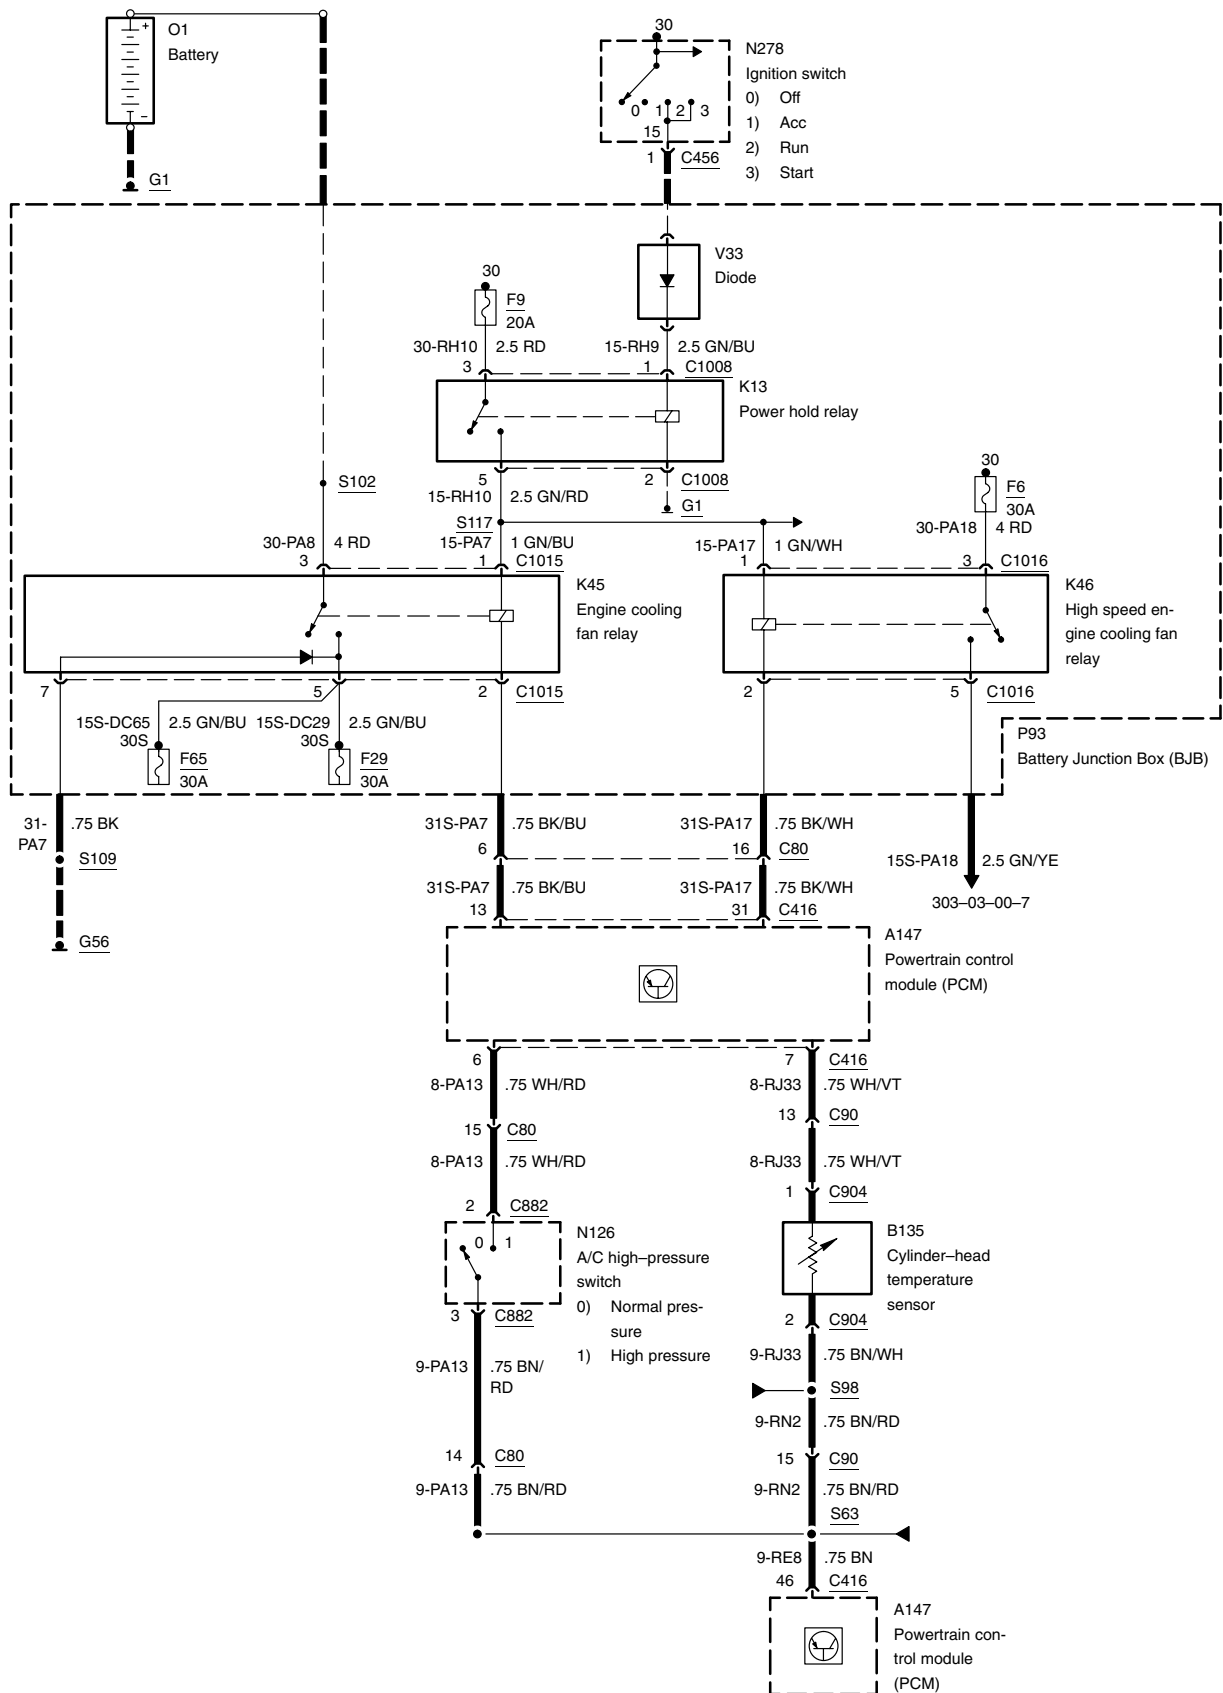 O1
Battery
+
–
G1
30
N278
Ignition switch
0) Off
1) Acc
2) Run
3) Start
0 1 2 3
15
1 C456
V33
Diode
30
F9
20A
30-RH10 2.5 RD
15-RH9 2.5 GN/BU
3 1 C1008
K13
Power hold relay
5 2 C1008
15-RH10 2.5 GN/RD
G1
S102
S117
30
F6
30A
30-PA18 4 RD
30-PA8 4 RD
15-PA7 1 GN/BU
15-PA17 1 GN/WH
3 1 C1015
1 3 C1016
K45
Engine cooling
fan relay
K46
High speed en-
gine cooling fan
relay
7 5 2 C1015
2 5 C1016
15S-DC65 2.5 GN/BU
30S
F65
30A
15S-DC29 2.5 GN/BU
30S
F29
30A
P93
Battery Junction Box (BJB)
31-
PA7
.75 BK
S109
G56
31S-PA7 .75 BK/BU
31S-PA17 .75 BK/WH
6 16 C80
15S-PA18 2.5 GN/YE
303–03–00–7
31S-PA7 .75 BK/BU
31S-PA17 .75 BK/WH
13 31 C416
A147
Powertrain control
module (PCM)
6 7 C416
8-PA13 .75 WH/RD
8-RJ33 .75 WH/VT
15 C80
13 C90
8-PA13 .75 WH/RD
8-RJ33 .75 WH/VT
2 C882
1 C904
0 1
N126
A/C high–pressure
switch
0) Normal pres-
sure
1) High pressure
B135
Cylinder–head
temperature
sensor
3 C882
2 C904
9-PA13 .75 BN/
RD
9-RJ33 .75 BN/WH
S98
9-RN2 .75 BN/RD
14 C80
15 C90
9-PA13 .75 BN/RD
9-RN2 .75 BN/RD
S63
9-RE8 .75 BN
46 C416
A147
Powertrain con-
trol module
(PCM)